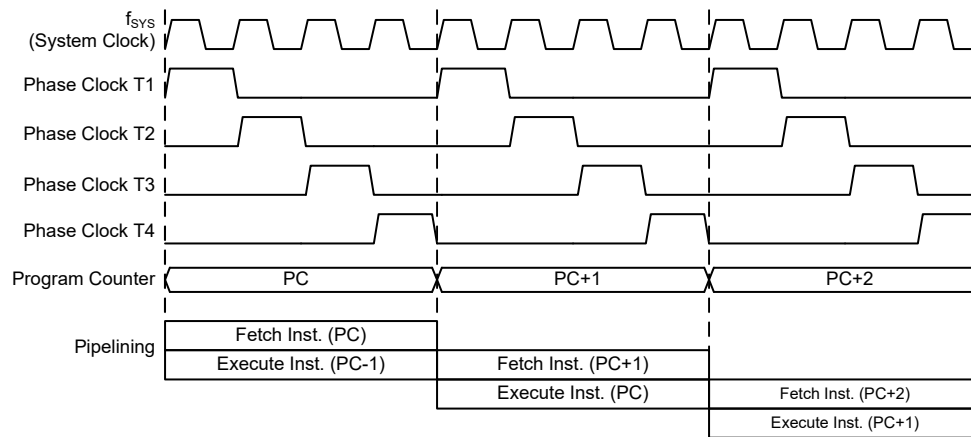 fSYS
(System Clock)
Phase Clock T1
Phase Clock T2
Phase Clock T3
Phase Clock T4
Program Counter PC PC+1 PC+2
Pipelining
Fetch Inst. (PC)
Execute Inst. (PC-1) Fetch Inst. (PC+1)
Execute Inst. (PC) Fetch Inst. (PC+2)
Execute Inst. (PC+1)